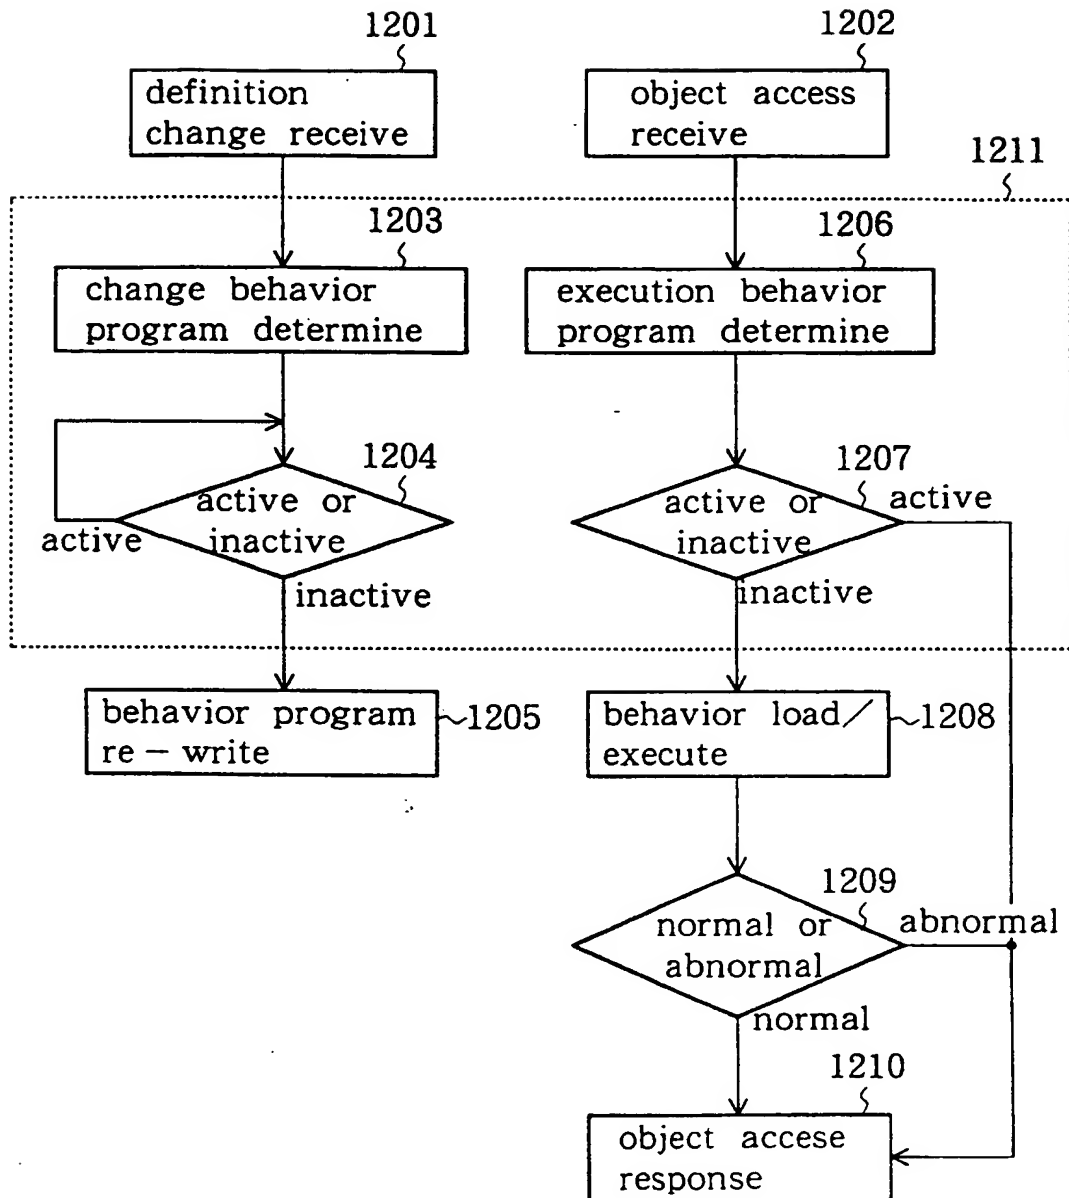 1201
1202
definition
change receive
object access
receive
1211
1203
1206
change behavior
program determine
execution behavior
program determine
1204
1207
active or
inactive
active
inactive
active or
inactive
active
inactive
behavior program
re − write
1205
behavior load/
execute
1208
1209
normal or
abnormal
abnormal
normal
1210
object accese
response